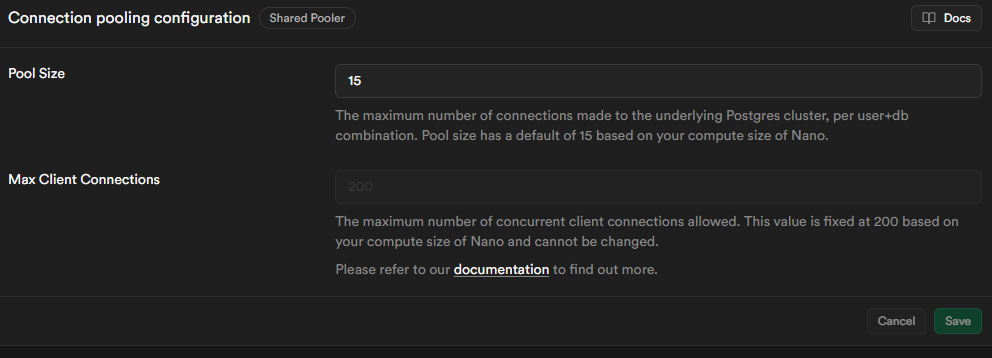 Connection pooling configuration Shared Pooler Docs
Pool Size
15
The maximum number of connections made to the underlying Postgres cluster, per user+db
combination. Pool size has a default of 15 based on your compute size of Nano.
Max Client Connections
200
The maximum number of concurrent client connections allowed. This value is fixed at 200 based on
your compute size of Nano and cannot be changed.
Please refer to our documentation to find out more.
Cancel Save